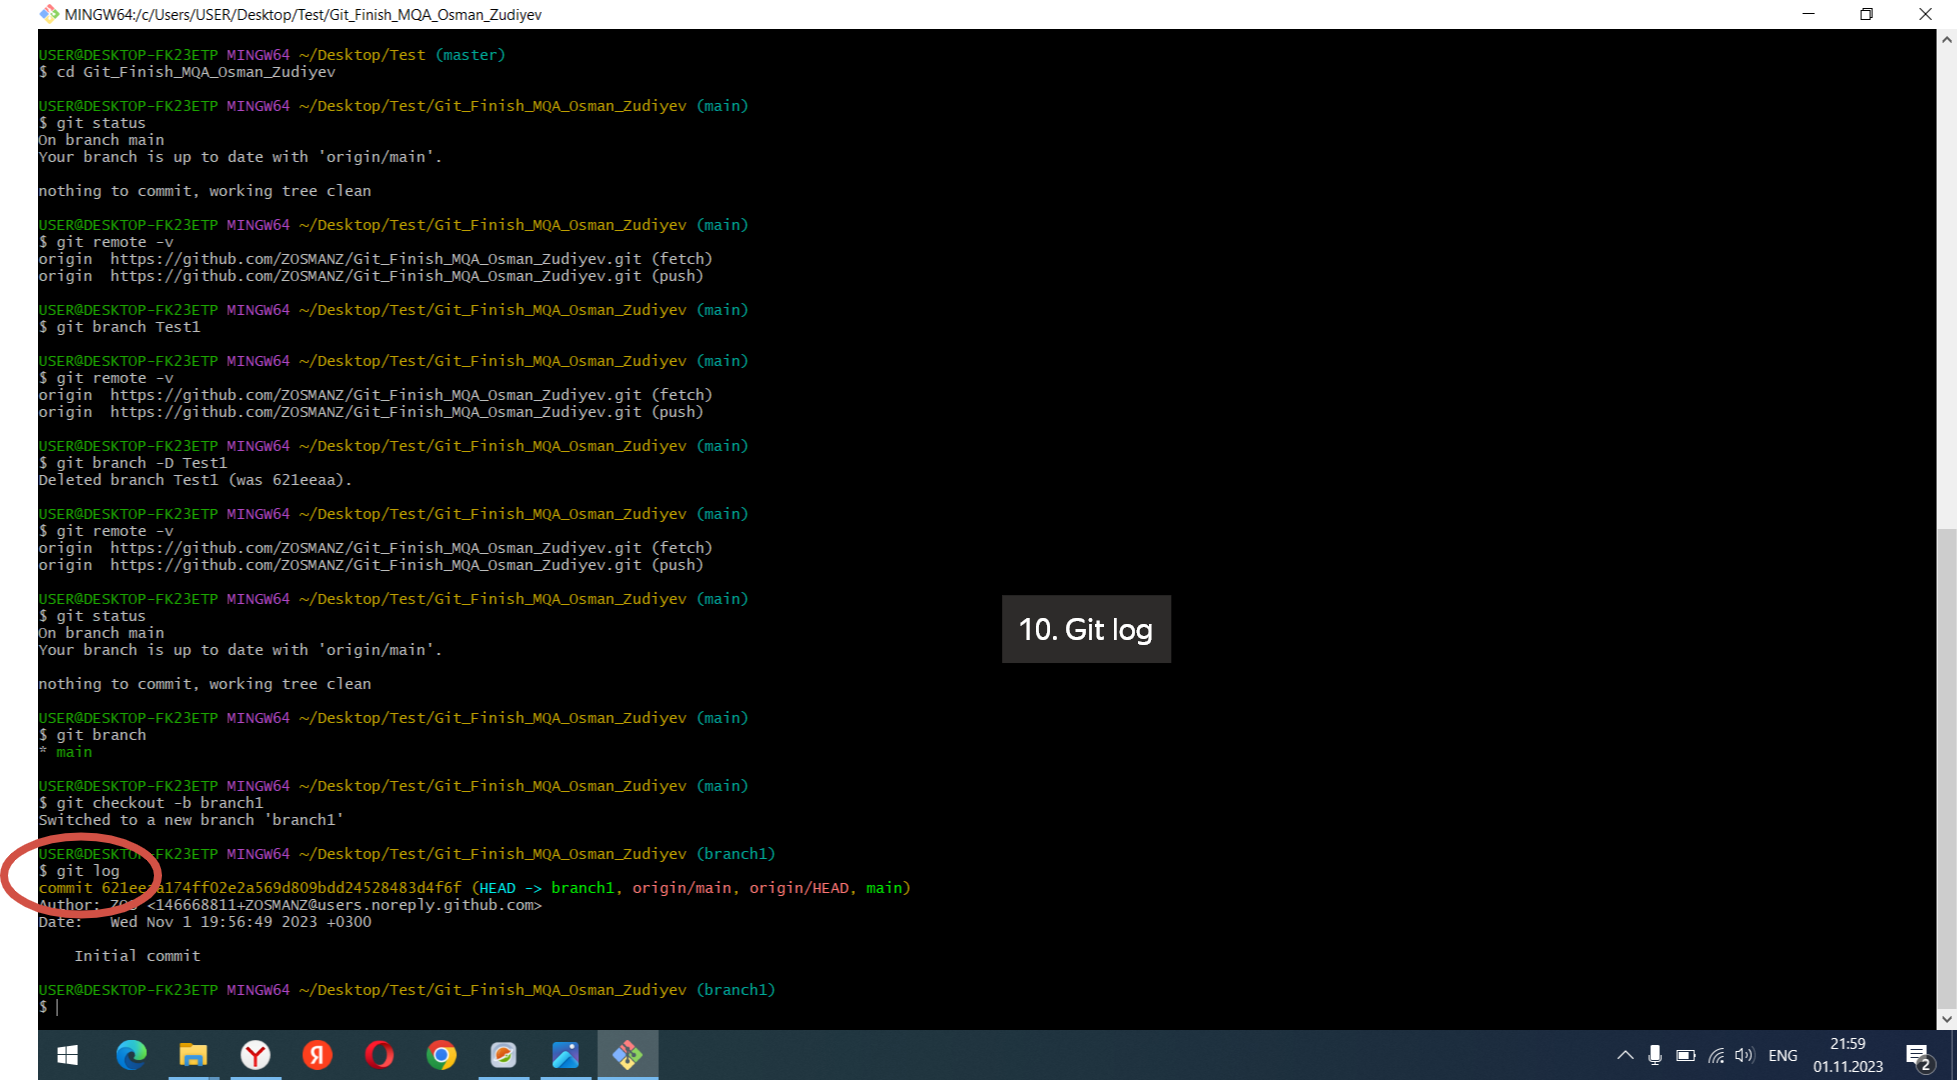 MINGW64:/c/Users/USER/Desktop/Test/Git_Finish_MQA_Osman_Zudiyev
USER@DESKTOP-FK23ETP MINGW64 ~/Desktop/Test (master)
$ cd Git_Finish_MQA_Osman_Zudiyev
USER@DESKTOP-FK23ETP MINGW64 ~/Desktop/Test/Git_Finish_MQA_Osman_Zudiyev (main)
$ git status
On branch main
Your branch is up to date with 'origin/main'.
nothing to commit, working tree clean
USER@DESKTOP-FK23ETP MINGW64 ~/Desktop/Test/Git_Finish_MQA_Osman_Zudiyev (main)
$ git remote -v
origin  https://github.com/ZOSMANZ/Git_Finish_MQA_Osman_Zudiyev.git (fetch)
origin  https://github.com/ZOSMANZ/Git_Finish_MQA_Osman_Zudiyev.git (push)
USER@DESKTOP-FK23ETP MINGW64 ~/Desktop/Test/Git_Finish_MQA_Osman_Zudiyev (main)
$ git branch Test1
USER@DESKTOP-FK23ETP MINGW64 ~/Desktop/Test/Git_Finish_MQA_Osman_Zudiyev (main)
$ git remote -v
origin  https://github.com/ZOSMANZ/Git_Finish_MQA_Osman_Zudiyev.git (fetch)
origin  https://github.com/ZOSMANZ/Git_Finish_MQA_Osman_Zudiyev.git (push)
USER@DESKTOP-FK23ETP MINGW64 ~/Desktop/Test/Git_Finish_MQA_Osman_Zudiyev (main)
$ git branch -D Test1
Deleted branch Test1 (was 621eeaa).
USER@DESKTOP-FK23ETP MINGW64 ~/Desktop/Test/Git_Finish_MQA_Osman_Zudiyev (main)
$ git remote -v
origin  https://github.com/ZOSMANZ/Git_Finish_MQA_Osman_Zudiyev.git (fetch)
origin  https://github.com/ZOSMANZ/Git_Finish_MQA_Osman_Zudiyev.git (push)
USER@DESKTOP-FK23ETP MINGW64 ~/Desktop/Test/Git_Finish_MQA_Osman_Zudiyev (main)
$ git status
On branch main
Your branch is up to date with 'origin/main'.
nothing to commit, working tree clean
USER@DESKTOP-FK23ETP MINGW64 ~/Desktop/Test/Git_Finish_MQA_Osman_Zudiyev (main)
$ git branch
* main
USER@DESKTOP-FK23ETP MINGW64 ~/Desktop/Test/Git_Finish_MQA_Osman_Zudiyev (main)
$ git checkout -b branch1
Switched to a new branch 'branch1'
USER@DESKTOP-FK23ETP MINGW64 ~/Desktop/Test/Git_Finish_MQA_Osman_Zudiyev (branch1)
$ git log
commit 621eeaa174ff02e2a569d809bdd24528483d4f6f (HEAD -> branch1, origin/main, origin/HEAD, main)
Author: ZOS <146668811+ZOSMANZ@users.noreply.github.com>
Date:   Wed Nov 1 19:56:49 2023 +0300
Initial commit
USER@DESKTOP-FK23ETP MINGW64 ~/Desktop/Test/Git_Finish_MQA_Osman_Zudiyev (branch1)
$
10. Git log
ENG
21:59
01.11.2023
2